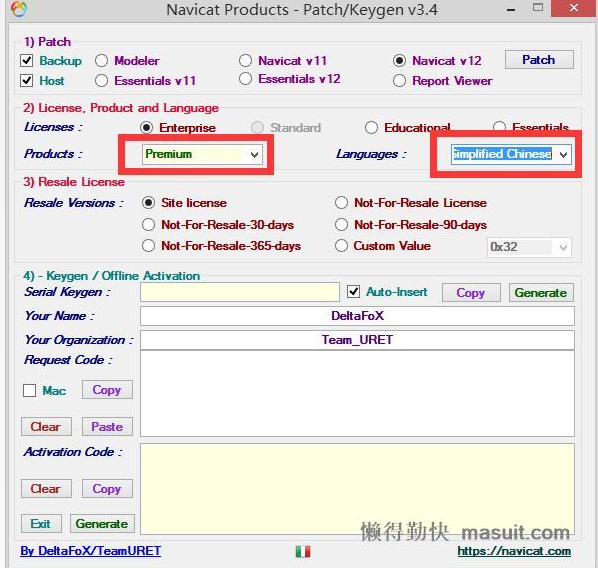 Navicat Products - Patch/Keygen v3.4
1) Patch
Backup Modeler Navicat v11 Navicat v12 Patch
Host Essentials v11 Essentials v12 Report Viewer
2) License, Product and Language
Licenses : Enterprise Standard Educational Essentials
Products : Premium Languages : Simplified Chinese
3) Resale License
Resale Versions : Site license Not-For-Resale License
Not-For-Resale-30-days Not-For-Resale-90-days
Not-For-Resale-365-days Custom Value 0x32
4) - Keygen / Offline Activation
Serial Keygen : Auto-Insert Copy Generate
Your Name : DeltaFoX
Your Organization : Team_URET
Request Code :
Mac Copy
Clear Paste
Activation Code :
Clear Copy
Exit Generate
懒得勤快 masuit.com
By DeltaFoX/TeamURET https://navicat.com